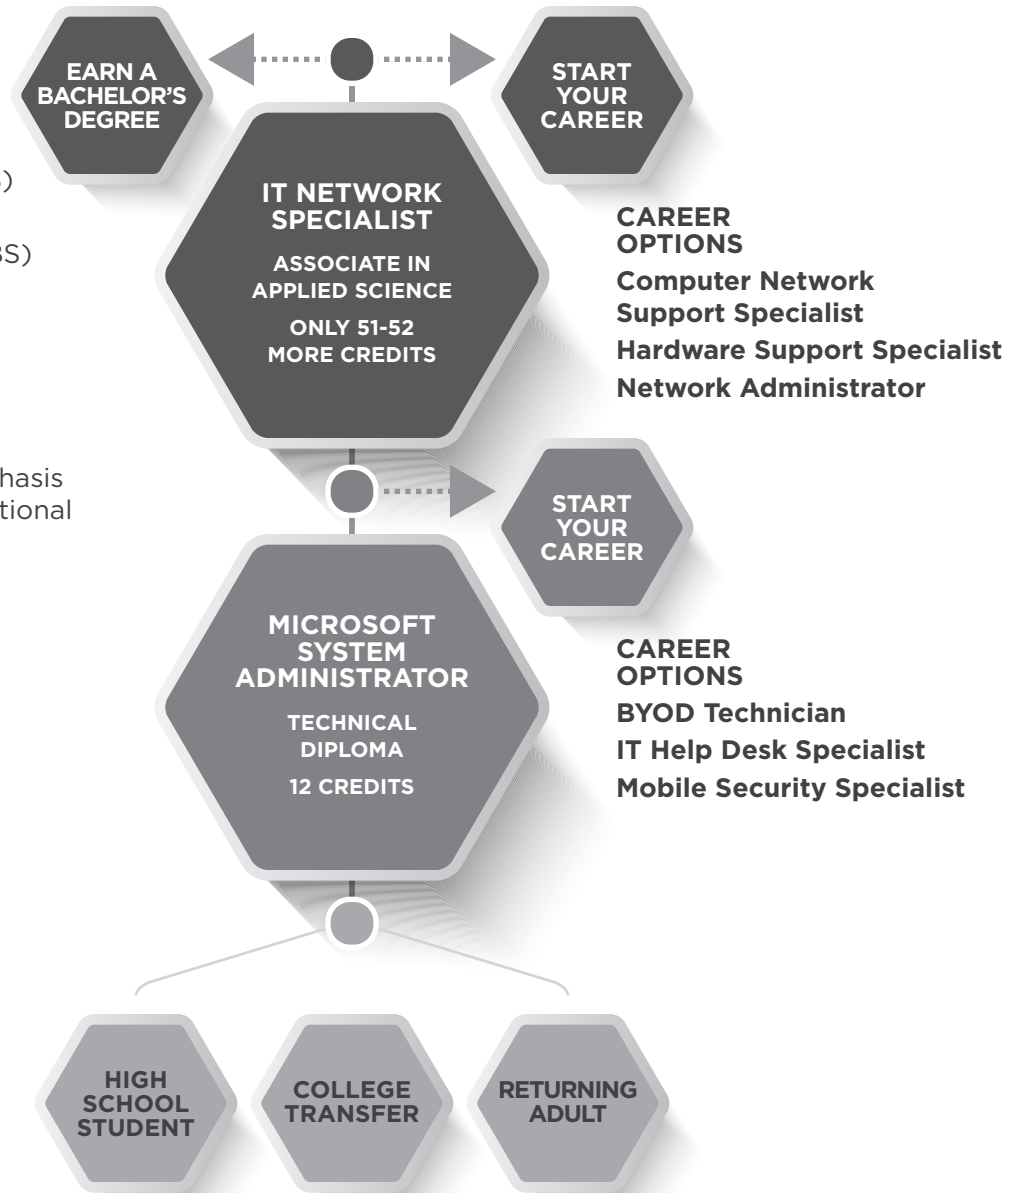 EARN A
BACHELOR'S
DEGREE
START
YOUR
CAREER
IT NETWORK
SPECIALIST
ASSOCIATE IN
APPLIED SCIENCE
ONLY 51-52
MORE CREDITS
CAREER
OPTIONS
Computer Network
Support Specialist
Hardware Support Specialist
Network Administrator
START
YOUR
CAREER
MICROSOFT
SYSTEM
ADMINISTRATOR
TECHNICAL
DIPLOMA
12 CREDITS
CAREER
OPTIONS
BYOD Technician
IT Help Desk Specialist
Mobile Security Specialist
HIGH
SCHOOL
STUDENT
COLLEGE
TRANSFER
RETURNING
ADULT